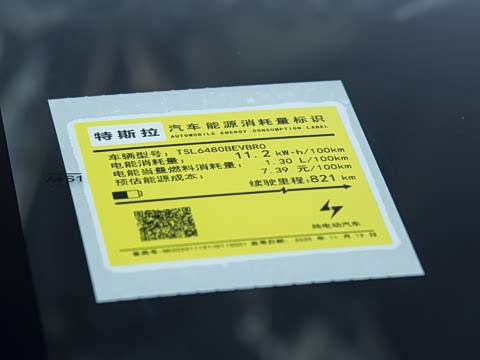 特斯拉 汽车能源消耗量标识
AUTOMOBILE ENERGY CONSUMPTION LABEL
车辆型号: TSL6480BEVBR0
电能消耗量: 11.2 kW·h/100km
电能当量燃料消耗量: 1.30 L/100km
预估能源成本: 7.39 元/100km
续驶里程:821 km
纯电动汽车